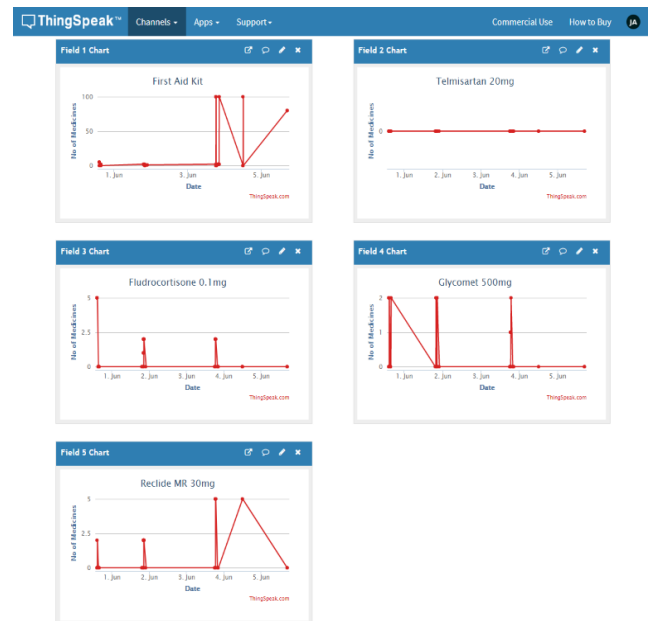 ThingSpeak™ Channels Apps Support Commercial Use How to Buy JA
Field 1 Chart
First Aid Kit
No of Medicines
100
50
0
1. Jun 3. Jun 5. Jun
Date
ThingSpeak.com
Field 2 Chart
Telmisartan 20mg
No of Medicines
0
1. Jun 2. Jun 3. Jun 4. Jun 5. Jun
Date
ThingSpeak.com
Field 3 Chart
Fludrocortisone 0.1mg
No of Medicines
5
2.5
0
1. Jun 2. Jun 3. Jun 4. Jun 5. Jun
Date
ThingSpeak.com
Field 4 Chart
Glycomet 500mg
No of Medicines
2
1
0
1. Jun 2. Jun 3. Jun 4. Jun 5. Jun
Date
ThingSpeak.com
Field 5 Chart
Reclide MR 30mg
No of Medicines
5
2.5
0
1. Jun 2. Jun 3. Jun 4. Jun 5. Jun
Date
ThingSpeak.com